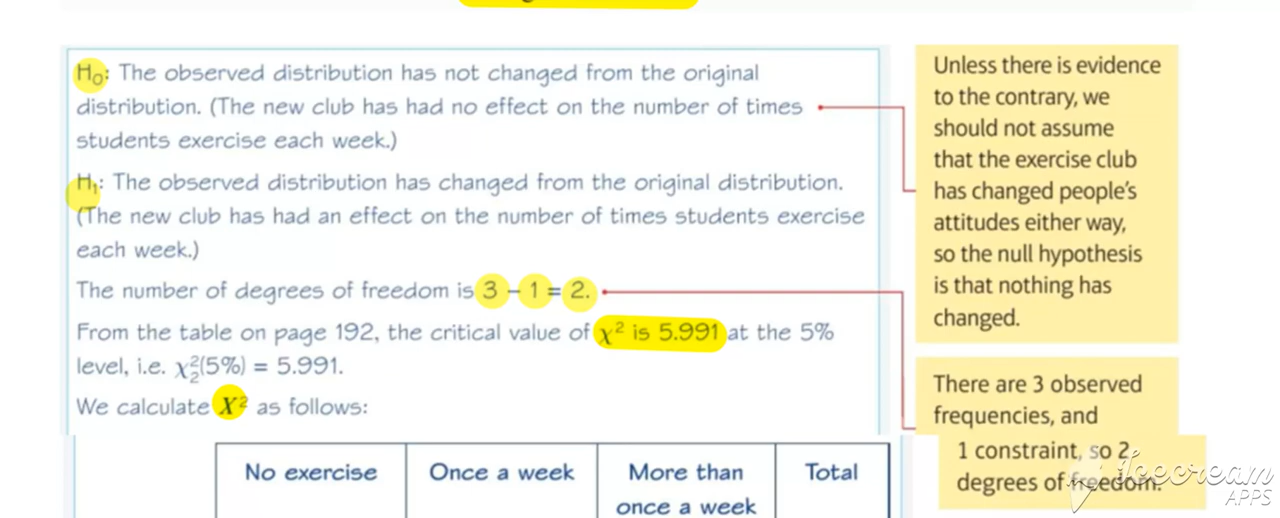 H₀: The observed distribution has not changed from the original
distribution. (The new club has had no effect on the number of times
students exercise each week.)
H₁: The observed distribution has changed from the original distribution.
(The new club has had an effect on the number of times students exercise
each week.)
The number of degrees of freedom is 3 – 1 = 2.
From the table on page 192, the critical value of χ² is 5.991 at the 5%
level, i.e. χ₂²(5%) = 5.991.
We calculate X² as follows:
No exercise
Once a week
More than
once a week
Total
Unless there is evidence
to the contrary, we
should not assume
that the exercise club
has changed people's
attitudes either way,
so the null hypothesis
is that nothing has
changed.
There are 3 observed
frequencies, and
1 constraint, so 2
degrees of freedom.
Icecream
APPS